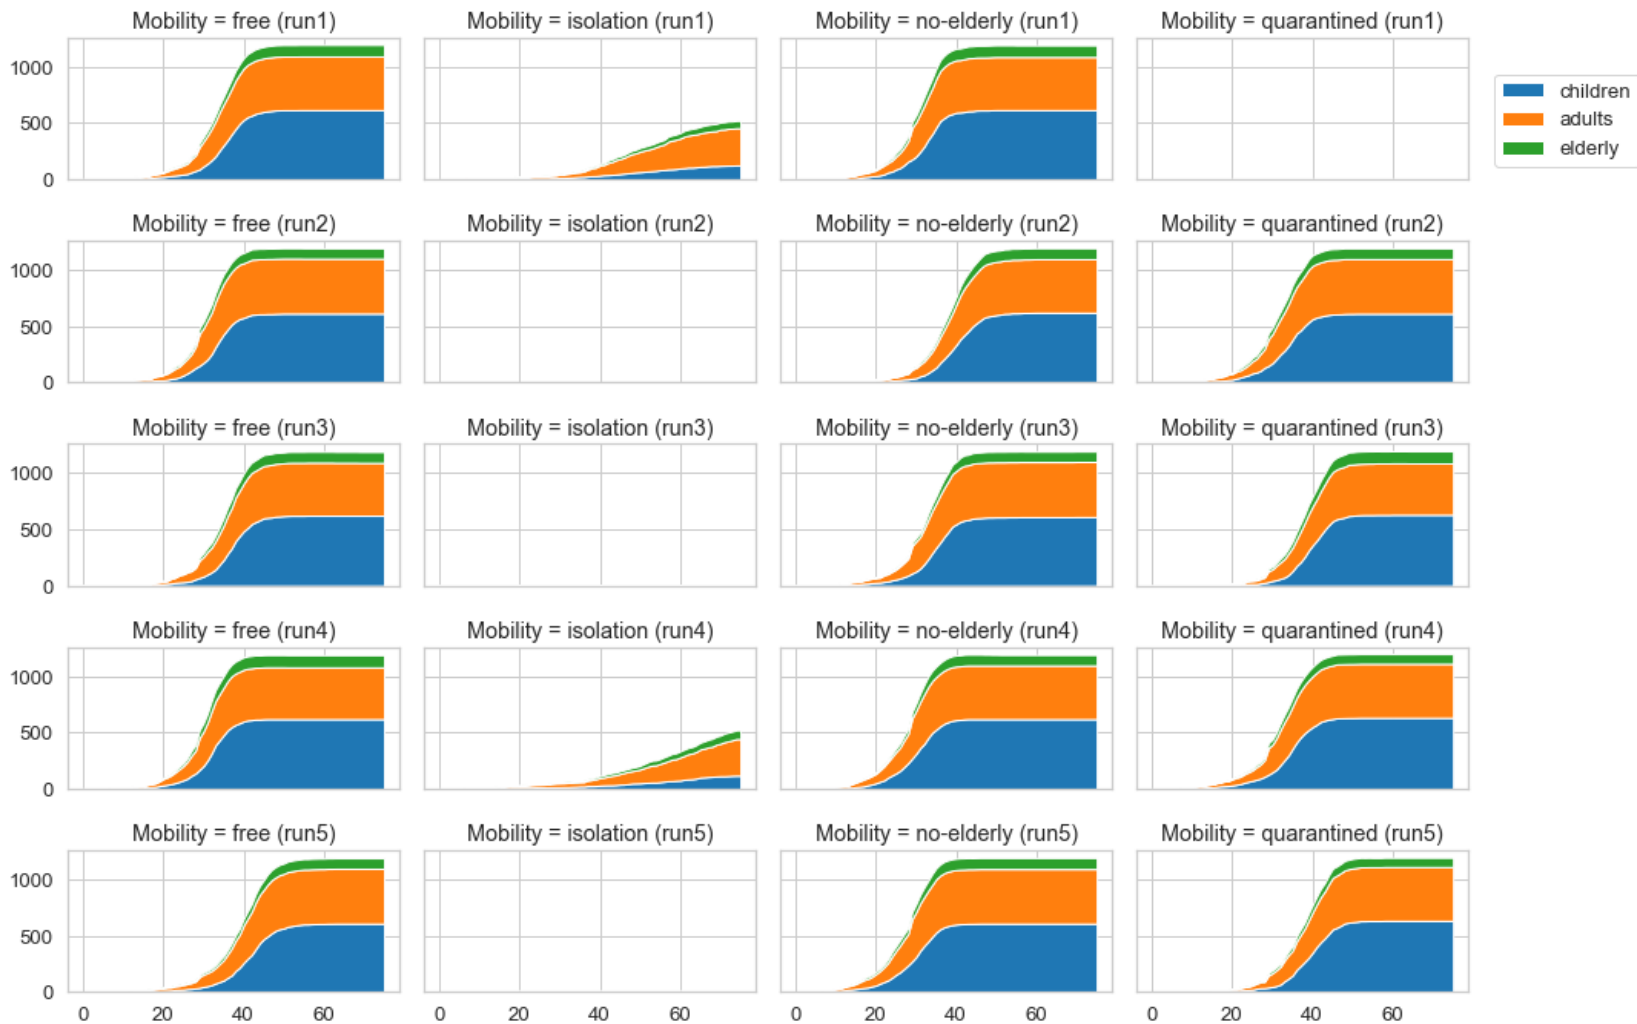 Mobility = free (run1) Mobility = isolation (run1) Mobility = no-elderly (run1) Mobility = quarantined (run1)
1000
500
0
children
adults
elderly
Mobility = free (run2) Mobility = isolation (run2) Mobility = no-elderly (run2) Mobility = quarantined (run2)
1000
500
0
Mobility = free (run3) Mobility = isolation (run3) Mobility = no-elderly (run3) Mobility = quarantined (run3)
1000
500
0
Mobility = free (run4) Mobility = isolation (run4) Mobility = no-elderly (run4) Mobility = quarantined (run4)
1000
500
0
Mobility = free (run5) Mobility = isolation (run5) Mobility = no-elderly (run5) Mobility = quarantined (run5)
1000
500
0
0 20 40 60 0 20 40 60 0 20 40 60 0 20 40 60